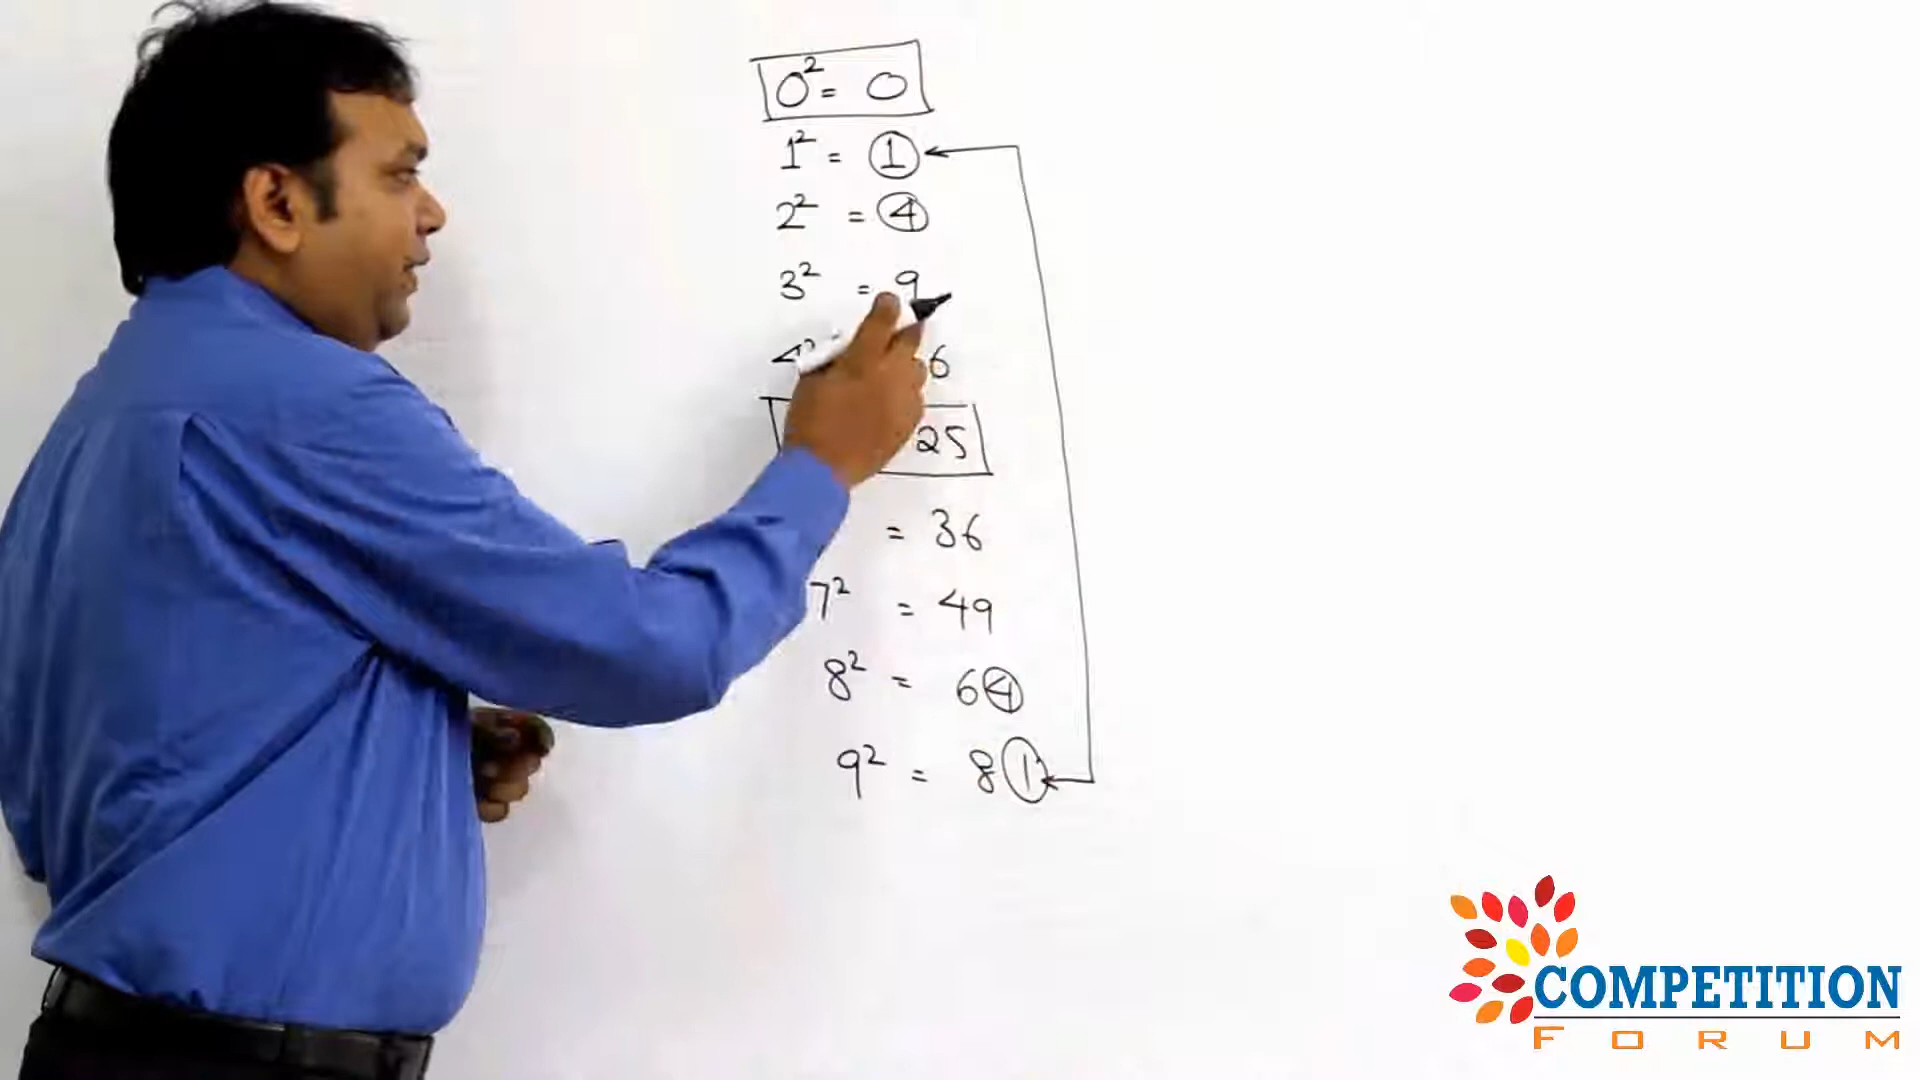 0² = 0
1² = 1
2² = 4
3² = 9
4² 6
25
= 36
7² = 49
8² = 64
9² = 81
COMPETITION
FORUM